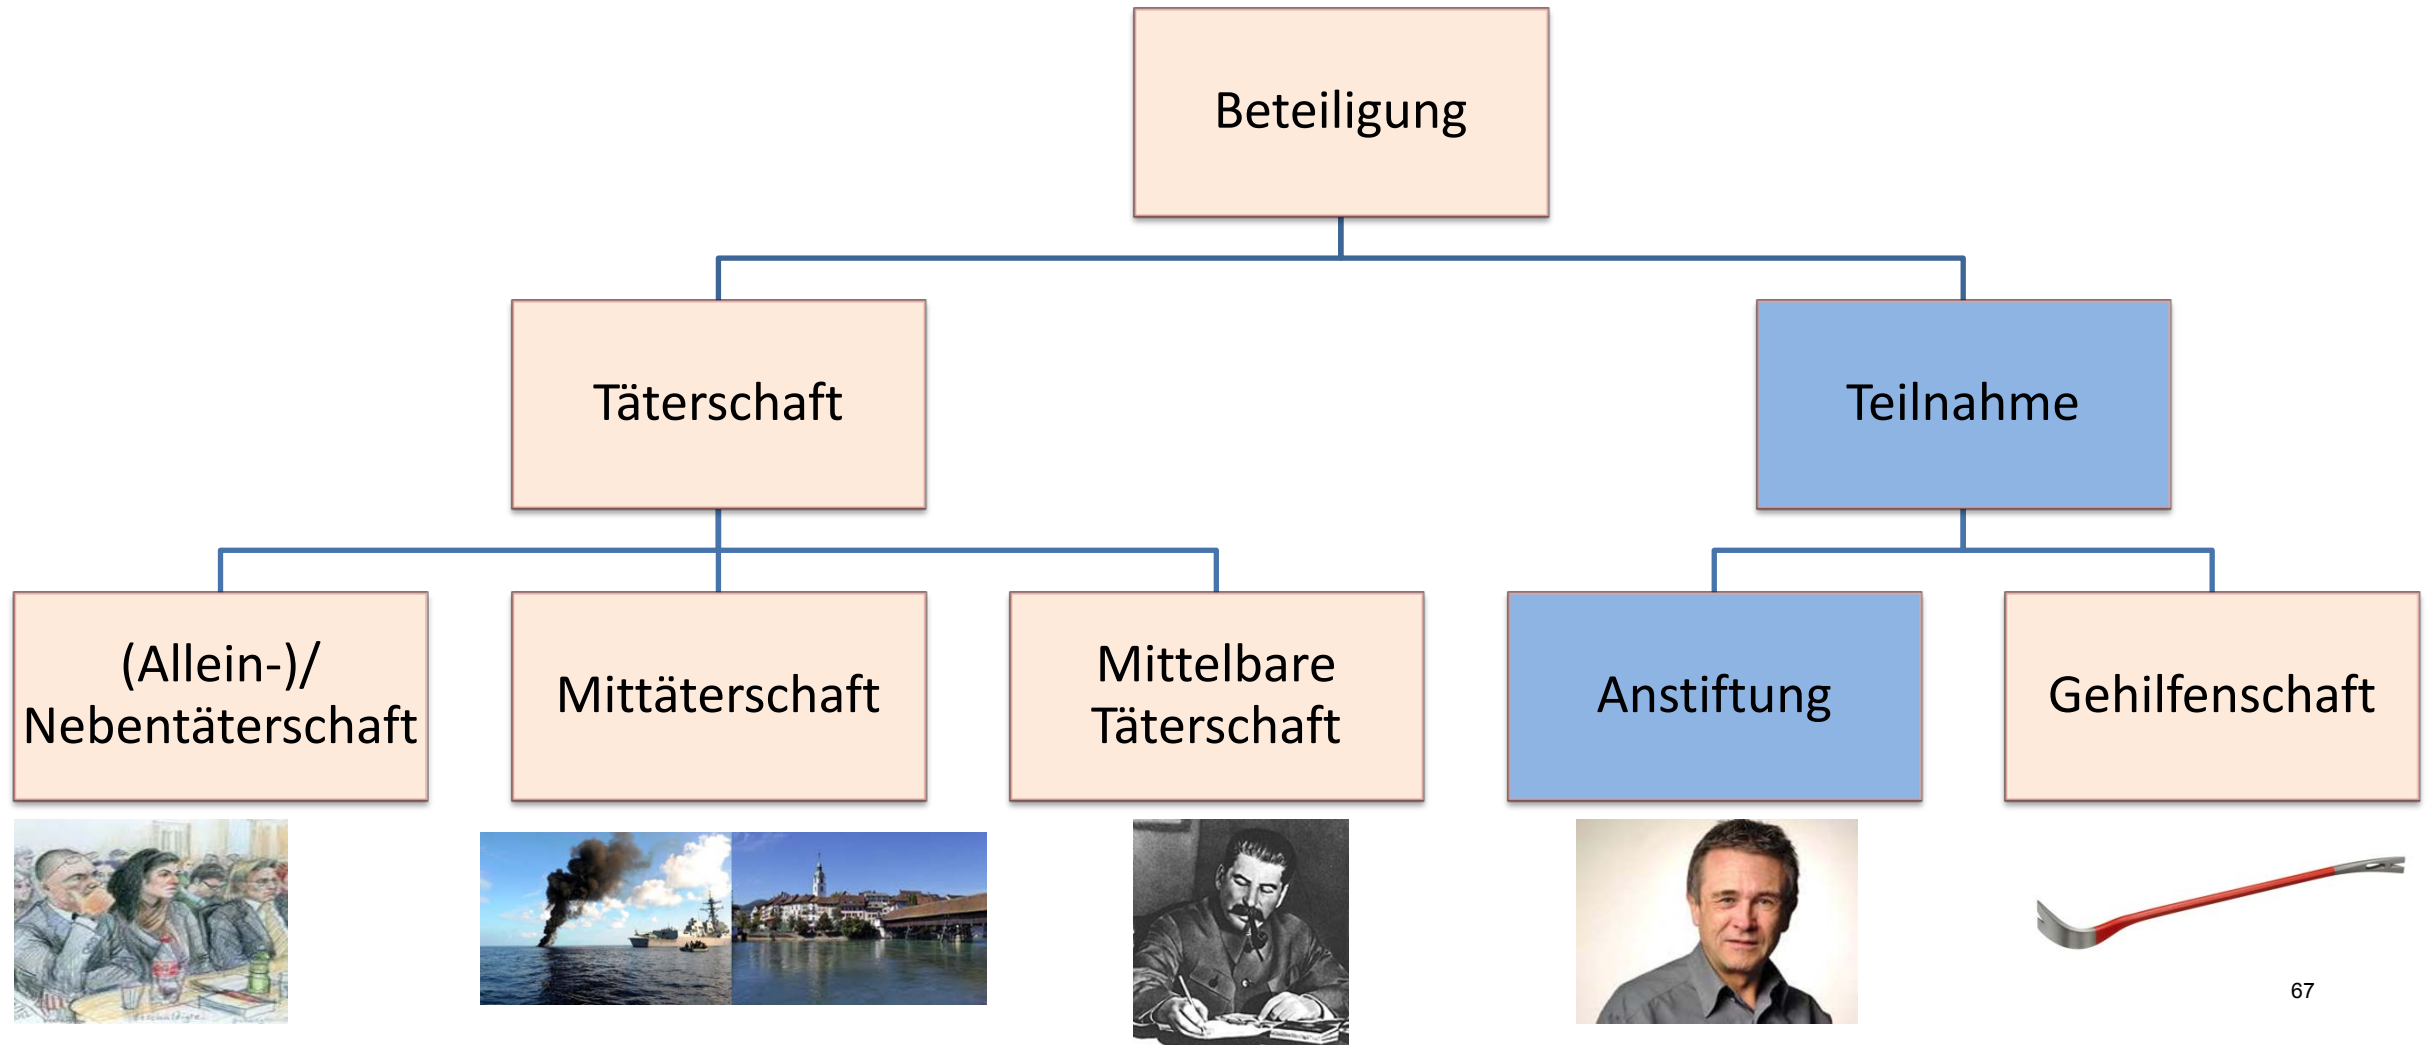 Beteiligung
Täterschaft
Teilnahme
(Allein-)/
Nebentäterschaft
Mittäterschaft
Mittelbare
Täterschaft
Anstiftung
Gehilfenschaft
67